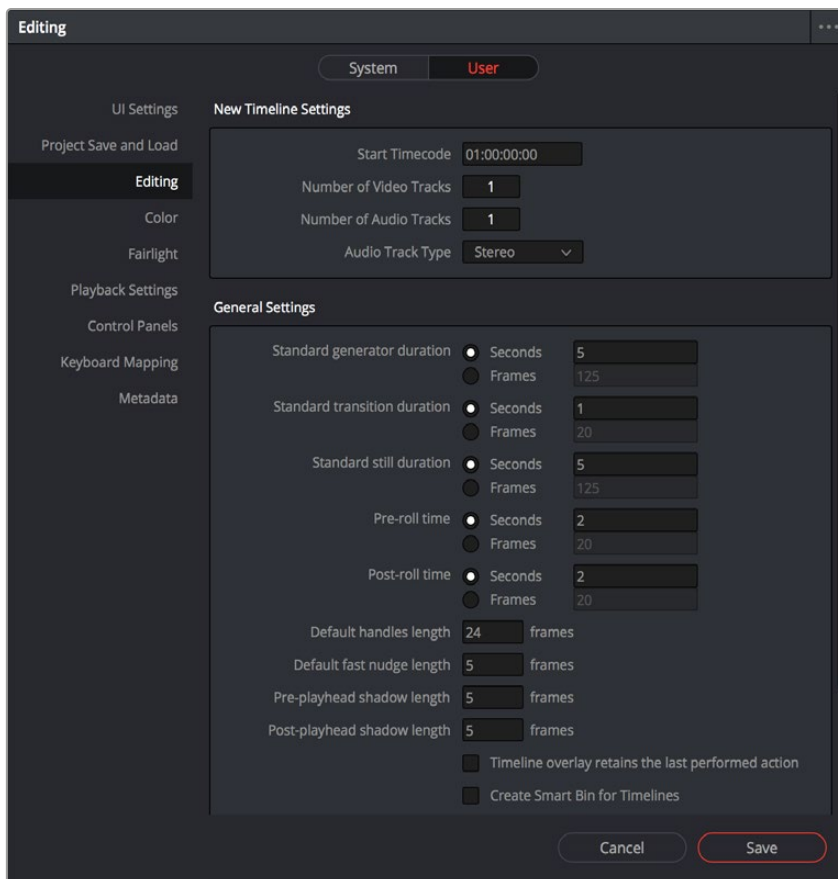 Editing
System User
UI Settings
Project Save and Load
Editing
Color
Fairlight
Playback Settings
Control Panels
Keyboard Mapping
Metadata
New Timeline Settings
Start Timecode 01:00:00:00
Number of Video Tracks 1
Number of Audio Tracks 1
Audio Track Type Stereo
General Settings
Standard generator duration Seconds 5
Frames 125
Standard transition duration Seconds 1
Frames 20
Standard still duration Seconds 5
Frames 125
Pre-roll time Seconds 2
Frames 20
Post-roll time Seconds 2
Frames 20
Default handles length 24 frames
Default fast nudge length 5 frames
Pre-playhead shadow length 5 frames
Post-playhead shadow length 5 frames
Timeline overlay retains the last performed action
Create Smart Bin for Timelines
Cancel Save